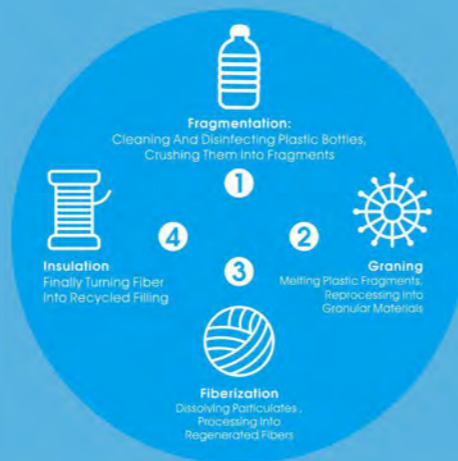 Fragmentation:
Cleaning And Disinfecting Plastic Bottles,
Crushing Them Into Fragments
1
2
Graning
Melting Plastic Fragments,
Reprocessing Into
Granular Materials
3
Fiberization
Dissolving Particulates ,
Processing Into
Regenerated Fibers
4
Insulation
Finally Turning Fiber
Into Recycled Filling